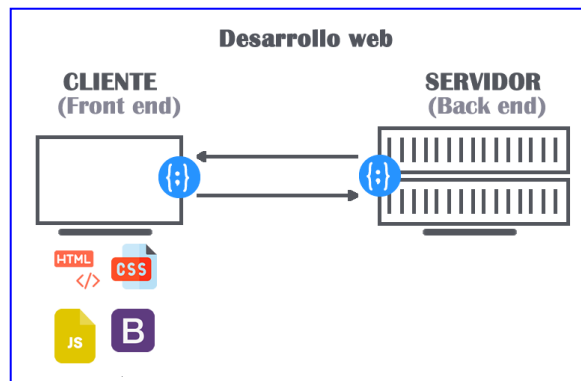 Desarrollo web
CLIENTE
(Front end)
SERVIDOR
(Back end)
{;}
{;}
HTML
</>
CSS
JS
B